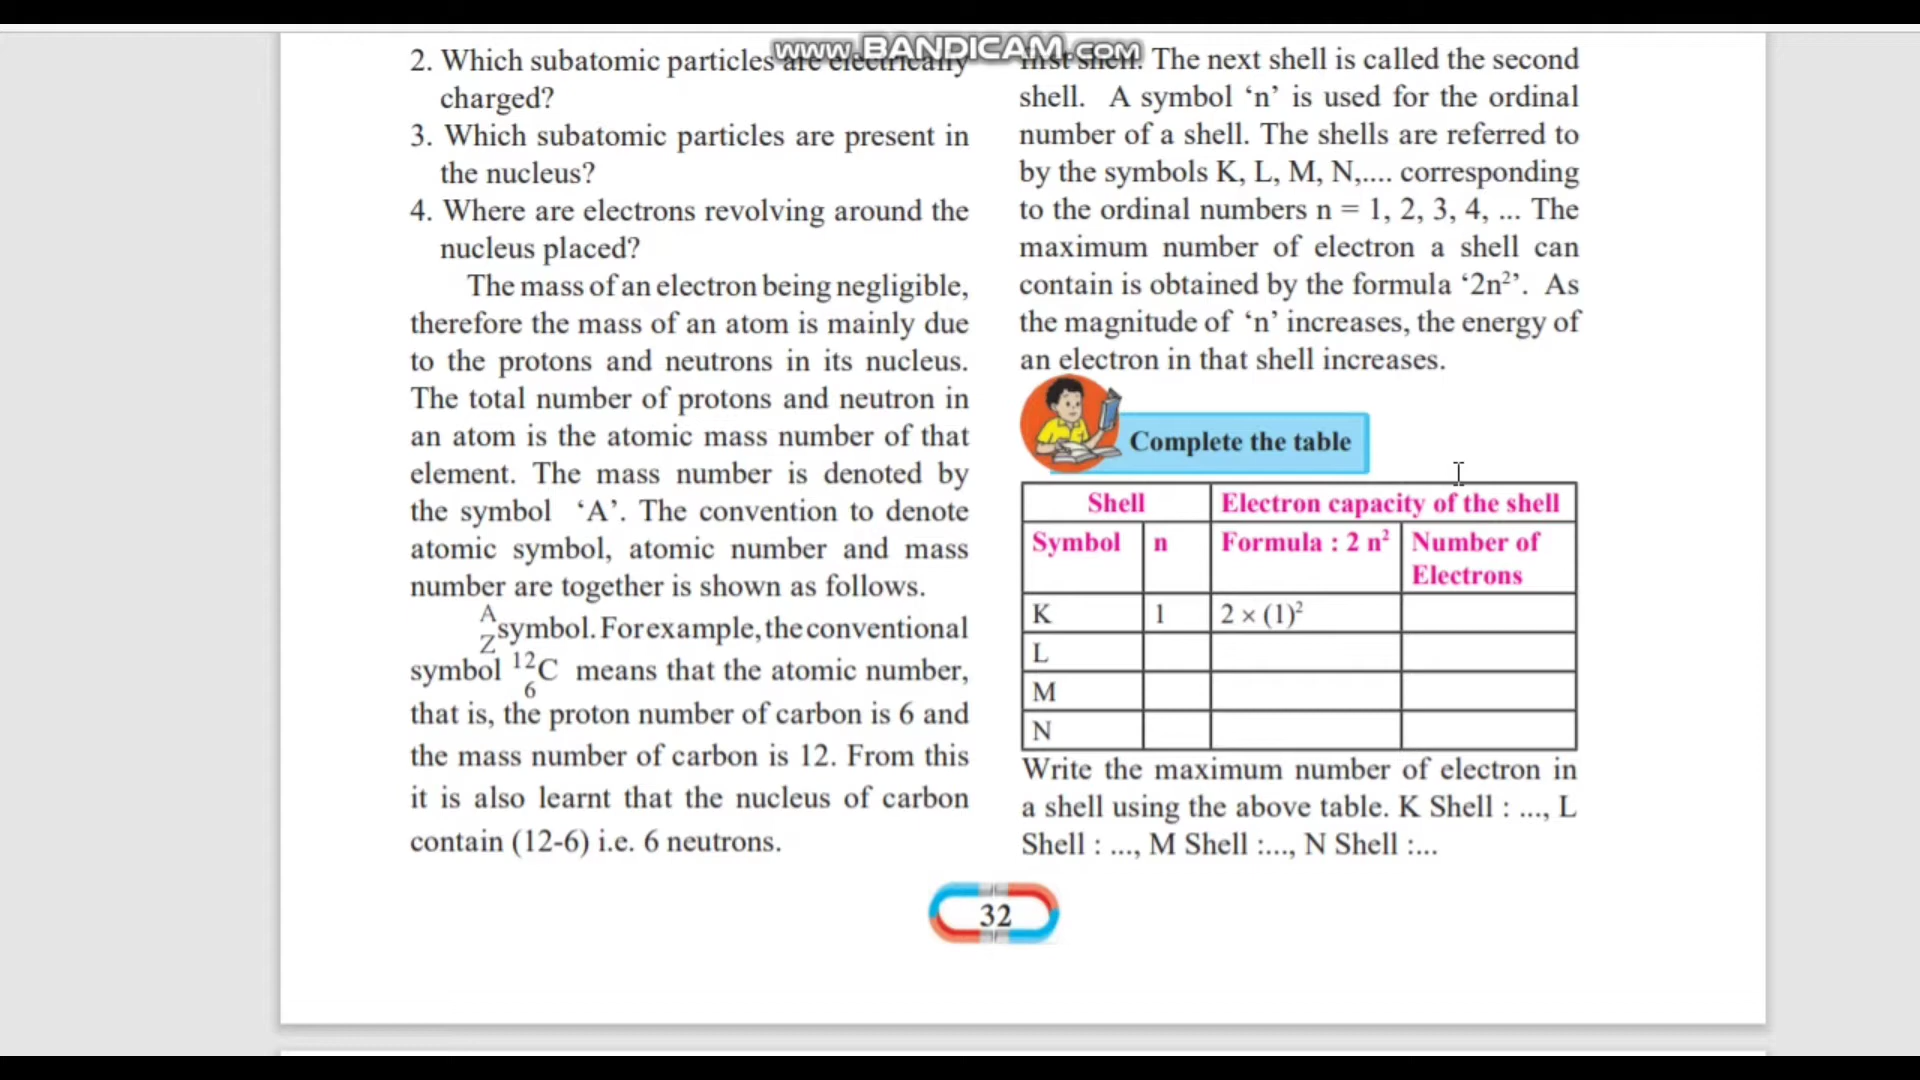 www.BANDICAM.com
2. Which subatomic particles are electrically
charged?
3. Which subatomic particles are present in
the nucleus?
4. Where are electrons revolving around the
nucleus placed?
The mass of an electron being negligible,
therefore the mass of an atom is mainly due
to the protons and neutrons in its nucleus.
The total number of protons and neutron in
an atom is the atomic mass number of that
element. The mass number is denoted by
the symbol ‘A’. The convention to denote
atomic symbol, atomic number and mass
number are together is shown as follows.
A
Z symbol. For example, the conventional
symbol ¹²₆C means that the atomic number,
that is, the proton number of carbon is 6 and
the mass number of carbon is 12. From this
it is also learnt that the nucleus of carbon
contain (12-6) i.e. 6 neutrons.
first shell. The next shell is called the second
shell. A symbol ‘n’ is used for the ordinal
number of a shell. The shells are referred to
by the symbols K, L, M, N,.... corresponding
to the ordinal numbers n = 1, 2, 3, 4, ... The
maximum number of electron a shell can
contain is obtained by the formula ‘2n²’. As
the magnitude of ‘n’ increases, the energy of
an electron in that shell increases.
Complete the table
Shell Electron capacity of the shell
Symbol n Formula : 2 n² Number of
Electrons
K 1 2 × (1)²
L
M
N
Write the maximum number of electron in
a shell using the above table. K Shell : ..., L
Shell : ..., M Shell :..., N Shell :...
32